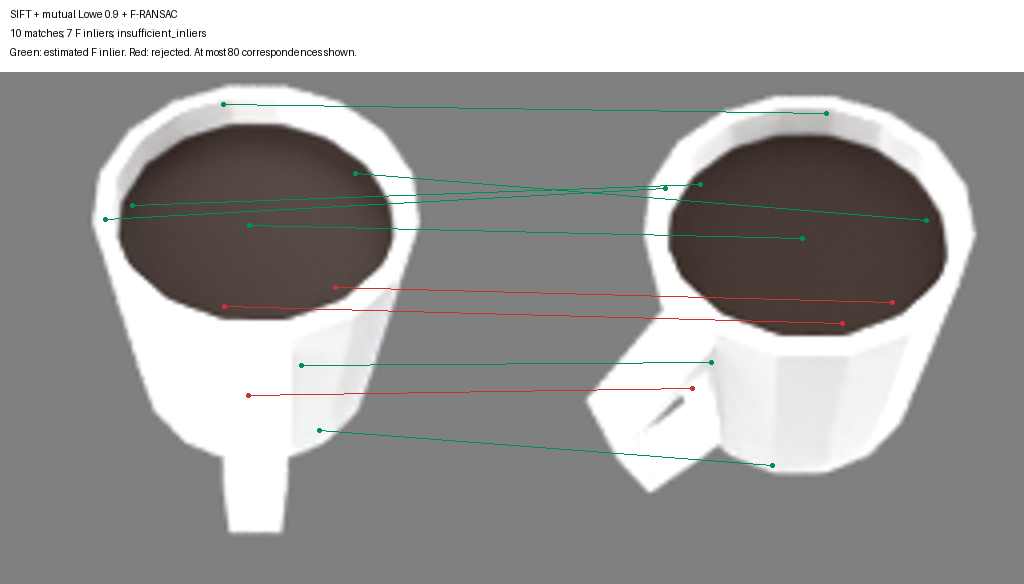 SIFT + mutual Lowe 0.9 + F-RANSAC
10 matches; 7 F inliers; insufficient_inliers
Green: estimated F inlier. Red: rejected. At most 80 correspondences shown.